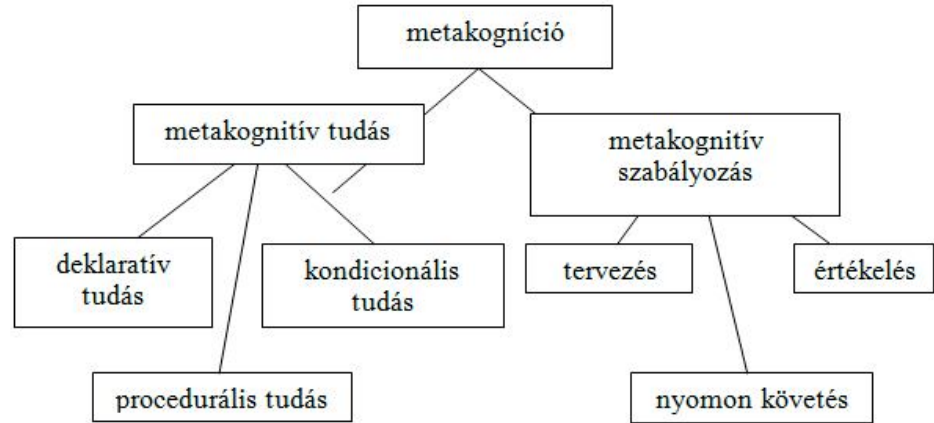 metakogníció
metakognitív tudás
metakognitív
szabályozás
deklaratív
tudás
kondicionális
tudás
tervezés
értékelés
procedurális tudás
nyomon követés